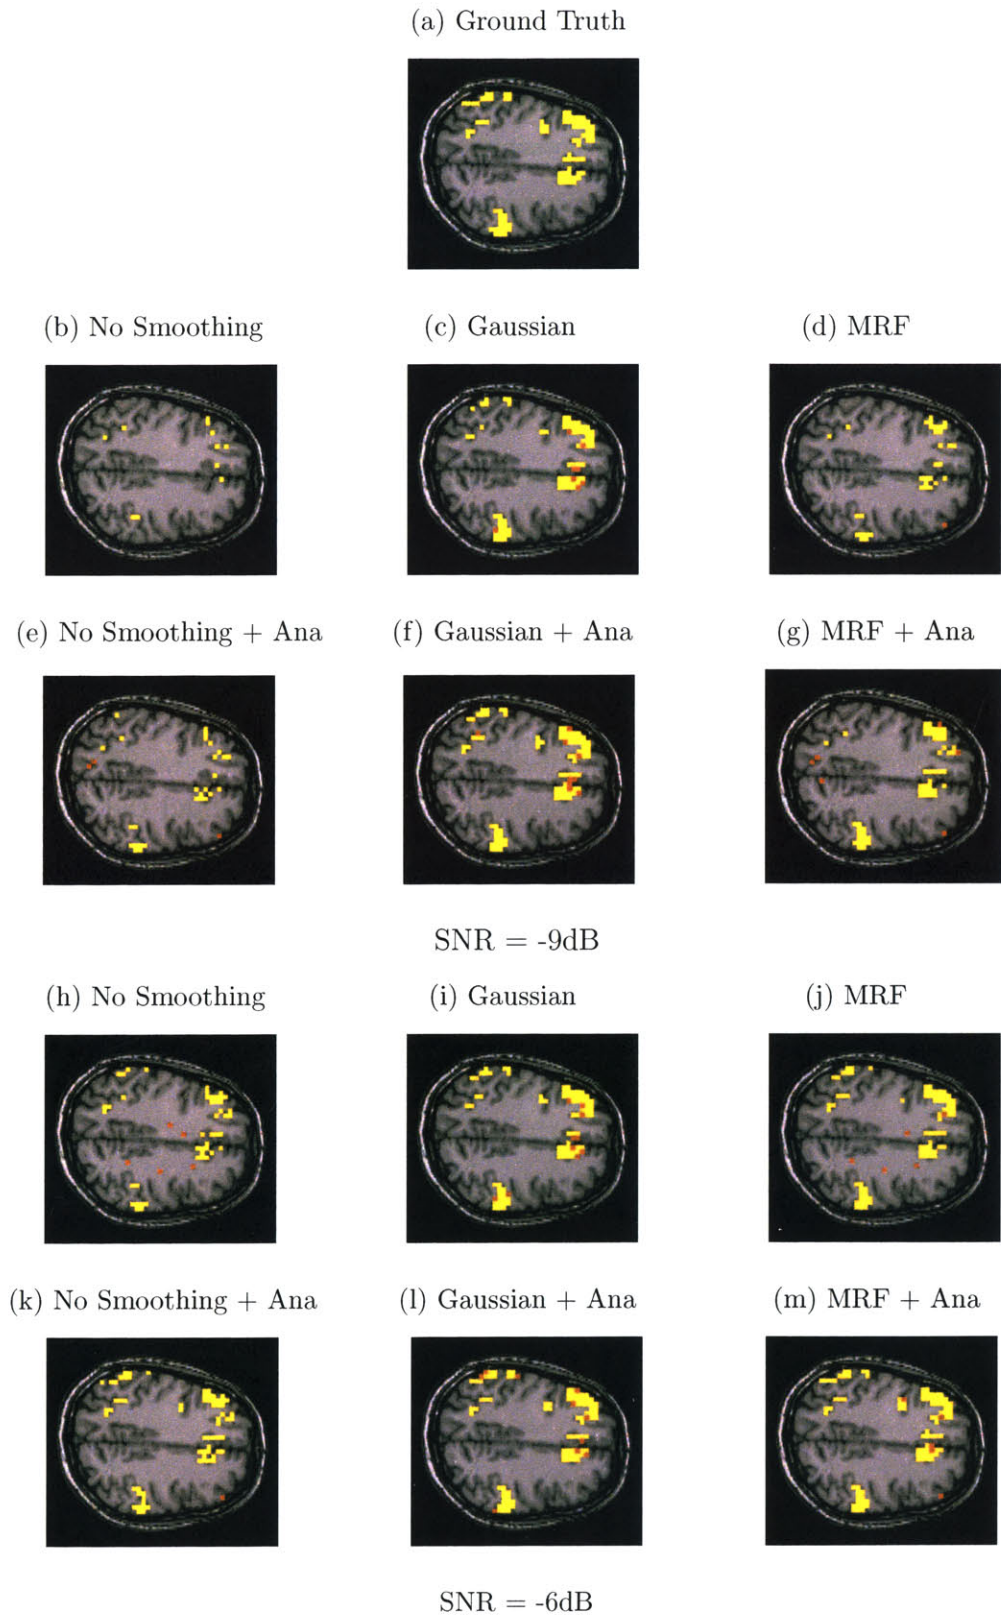 (a) Ground Truth
(b) No Smoothing
(c) Gaussian
(d) MRF
(e) No Smoothing + Ana
(f) Gaussian + Ana
(g) MRF + Ana
SNR = -9dB
(h) No Smoothing
(i) Gaussian
(j) MRF
(k) No Smoothing + Ana
(l) Gaussian + Ana
(m) MRF + Ana
SNR = -6dB